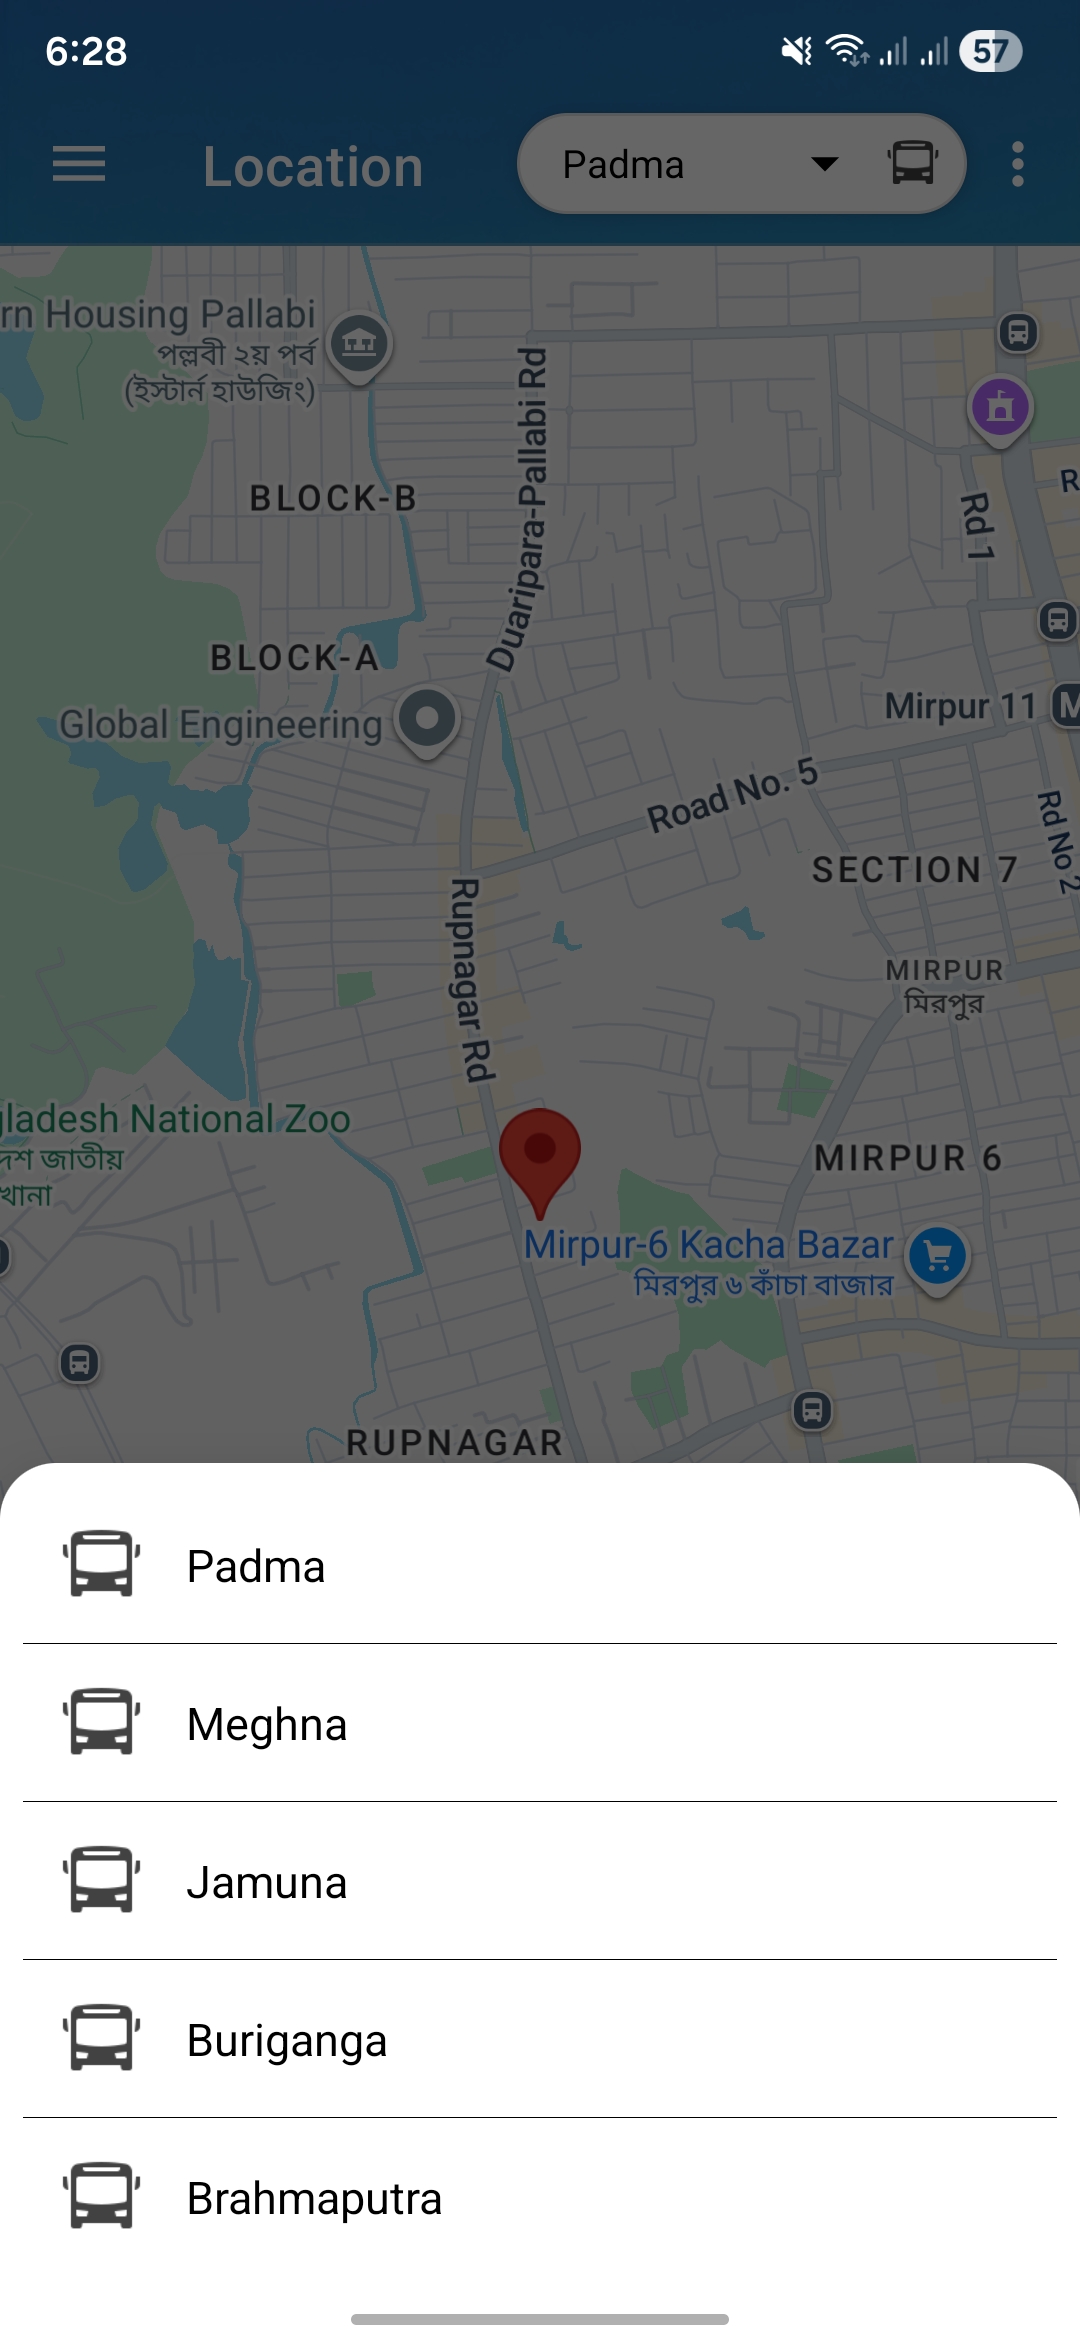 6:28
57
Location
Padma
rn Housing Pallabi
পল্লবী ২য় পর্ব
(ইস্টার্ন হাউজিং)
Duaripara-Pallabi Rd
BLOCK-B
Rd 1
R
BLOCK-A
Global Engineering
Mirpur 11
M
Road No. 5
Rd No 2
SECTION 7
Rupnagar Rd
MIRPUR
মিরপুর
gladesh National Zoo
দেশ জাতীয়
খানা
MIRPUR 6
Mirpur-6 Kacha Bazar
মিরপুর ৬ কাঁচা বাজার
RUPNAGAR
Padma
Meghna
Jamuna
Buriganga
Brahmaputra